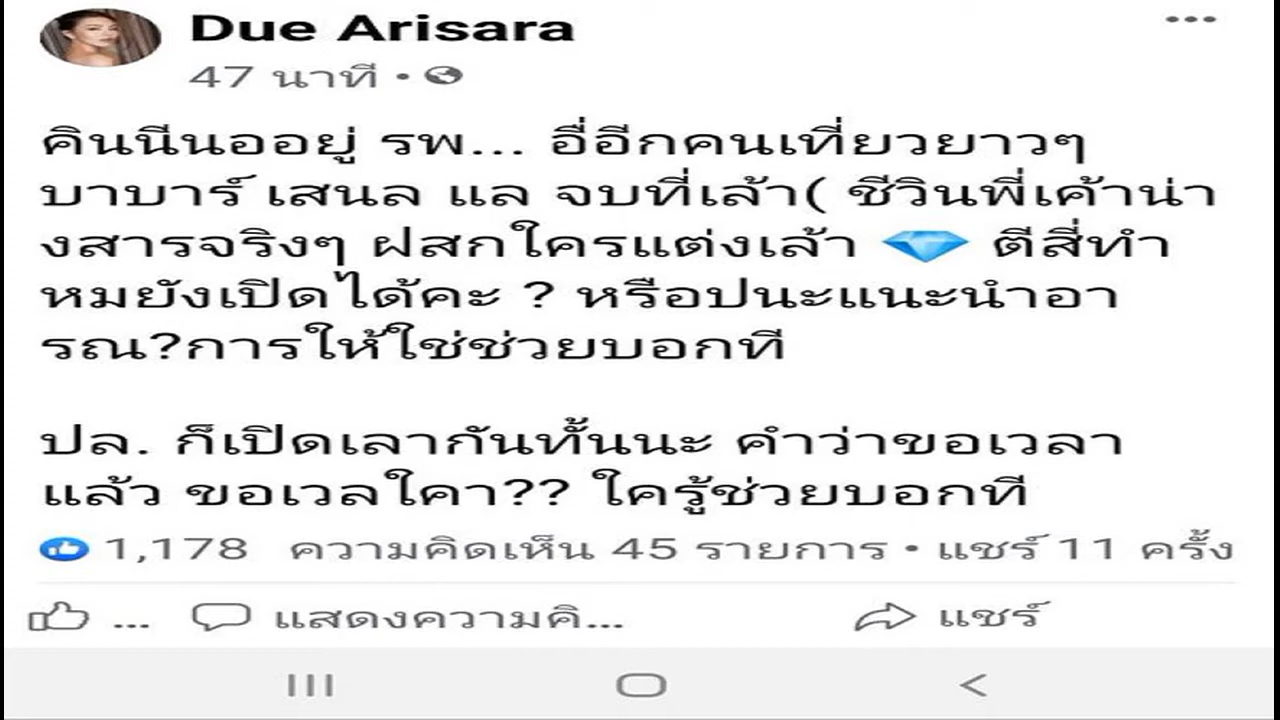 Due Arisara
47 นาที •
คินนีนออยู่ รพ... อื่อีกคนเที่ยวยาวๆ
บาบาร์ เสนล แล จบที่เล้า( ชีวินพี่เค้าน่า
งสารจริงๆ ฝสกใครแต่งเล้า 💎 ตีสี่ทำ
หมยังเปิดได้คะ ? หรือปนะแนะนำอา
รณ?การให้ใช่ช่วยบอกที
ปล. ก็เปิดเลากันทั้นนะ คำว่าขอเวลา
แล้ว ขอเวลใคา?? ใครรู้ช่วยบอกที
1,178 ความคิดเห็น 45 รายการ • แชร์ 11 ครั้ง
... แสดงความคิ... แชร์